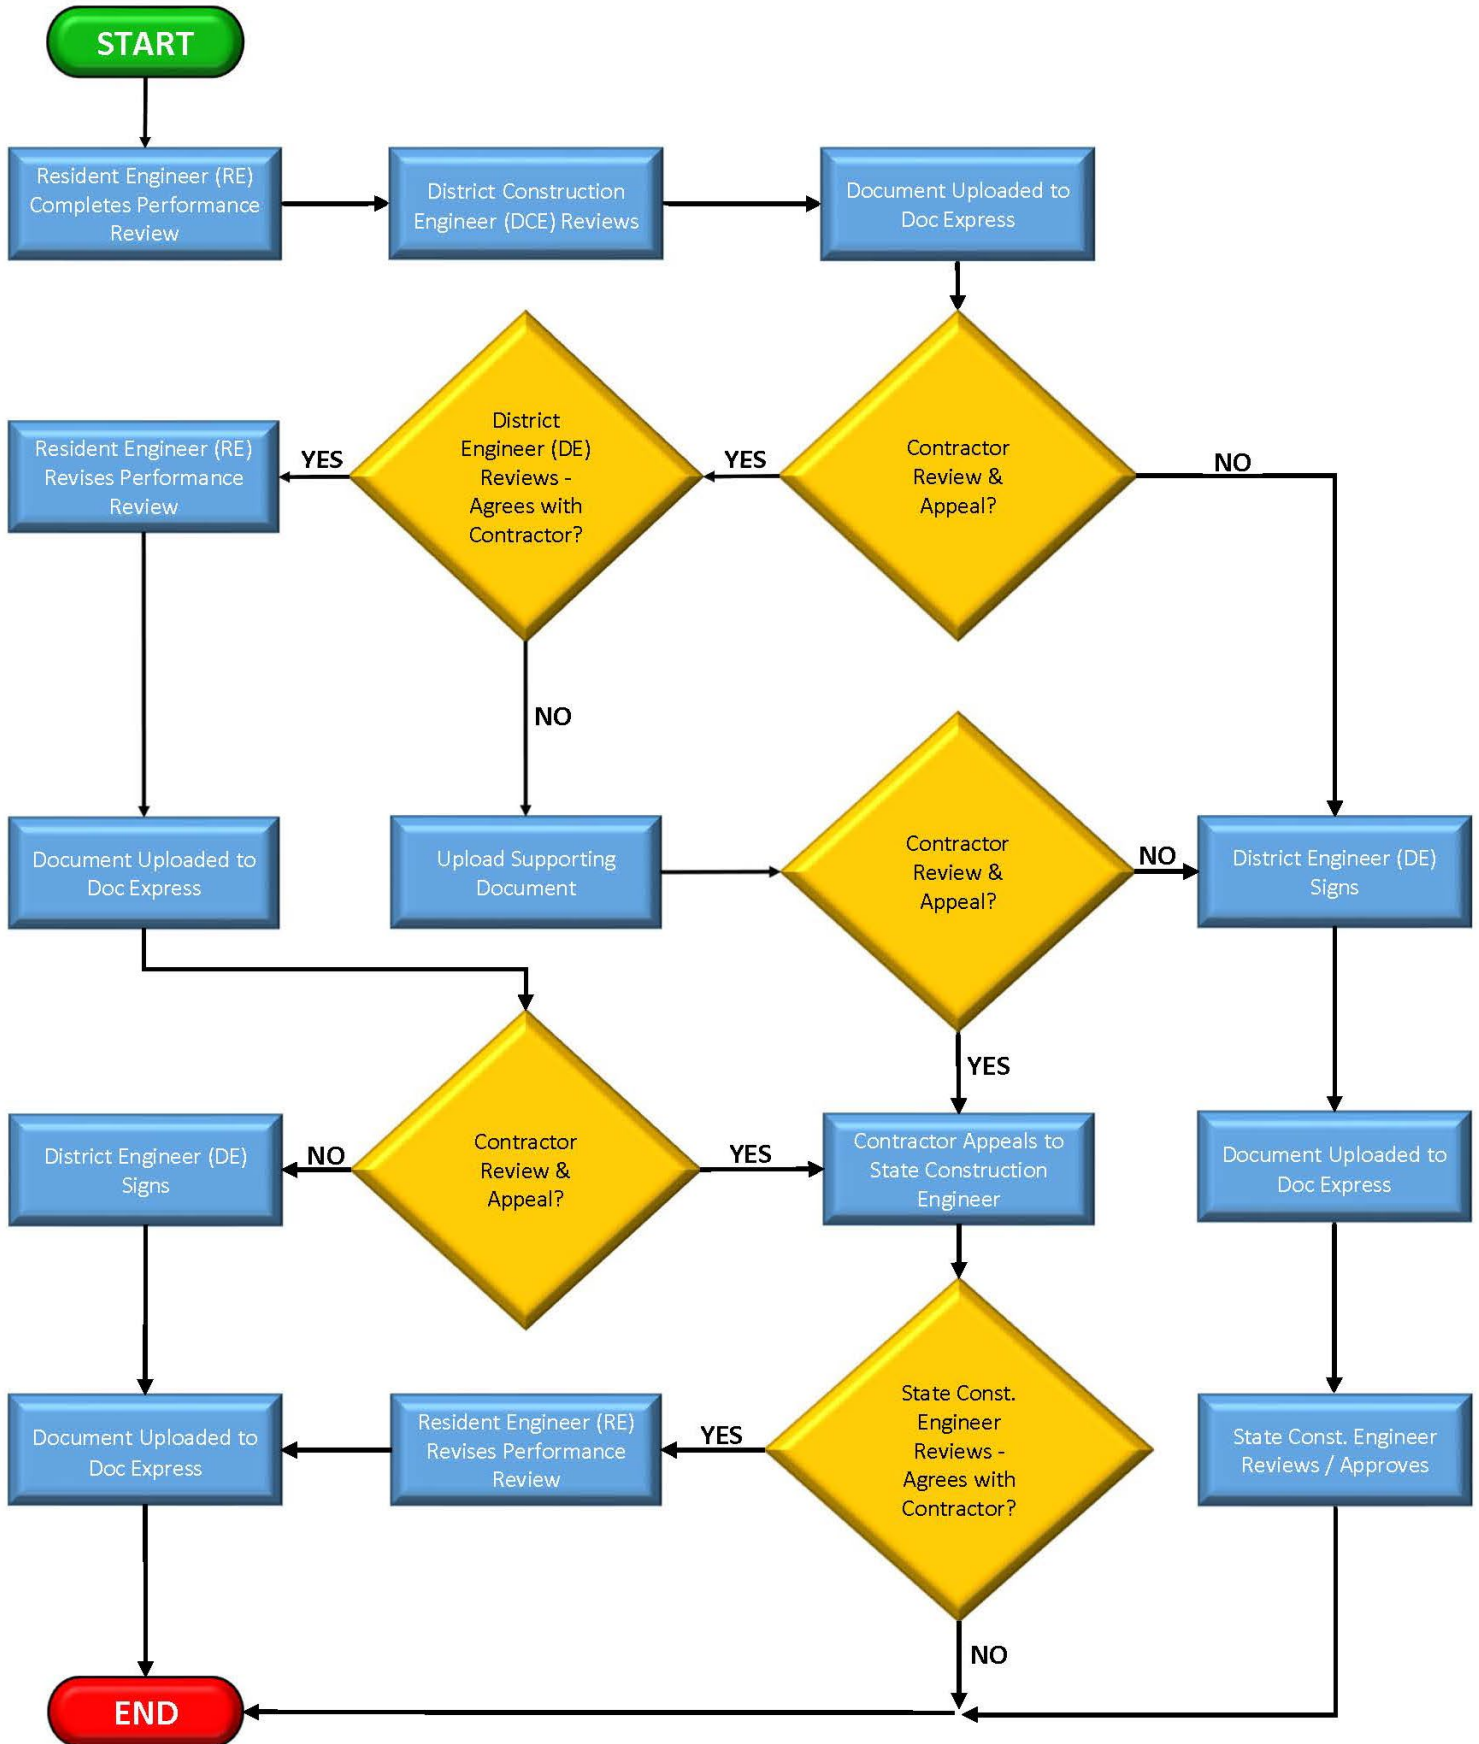 START
Resident Engineer (RE)
Completes Performance
Review
District Construction
Engineer (DCE) Reviews
Document Uploaded to
Doc Express
Contractor
Review &
Appeal?
YES
NO
District
Engineer (DE)
Reviews -
Agrees with
Contractor?
YES
NO
Resident Engineer (RE)
Revises Performance
Review
Document Uploaded to
Doc Express
Upload Supporting
Document
Contractor
Review &
Appeal?
NO
YES
District Engineer (DE)
Signs
Contractor
Review &
Appeal?
NO
YES
District Engineer (DE)
Signs
Contractor Appeals to
State Construction
Engineer
Document Uploaded to
Doc Express
State Const.
Engineer
Reviews -
Agrees with
Contractor?
YES
NO
Resident Engineer (RE)
Revises Performance
Review
Document Uploaded to
Doc Express
State Const. Engineer
Reviews / Approves
END